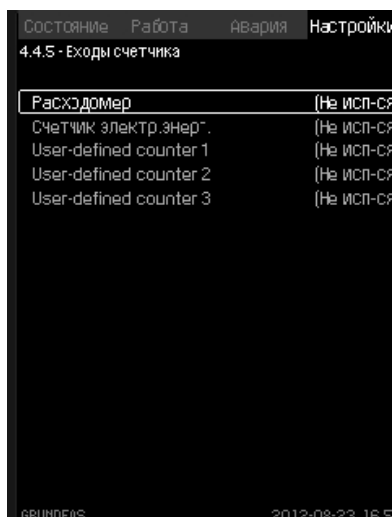 Состояние Работа Авария Настройки
4.4.5 - Входы счетчика
Расходомер (Не исп-ся
Счетчик электр.энерг. (Не исп-ся
User-defined counter 1 (Не исп-ся
User-defined counter 2 (Не исп-ся
User-defined counter 3 (Не исп-ся
GRUNDFOS 2012-08-23 16:5